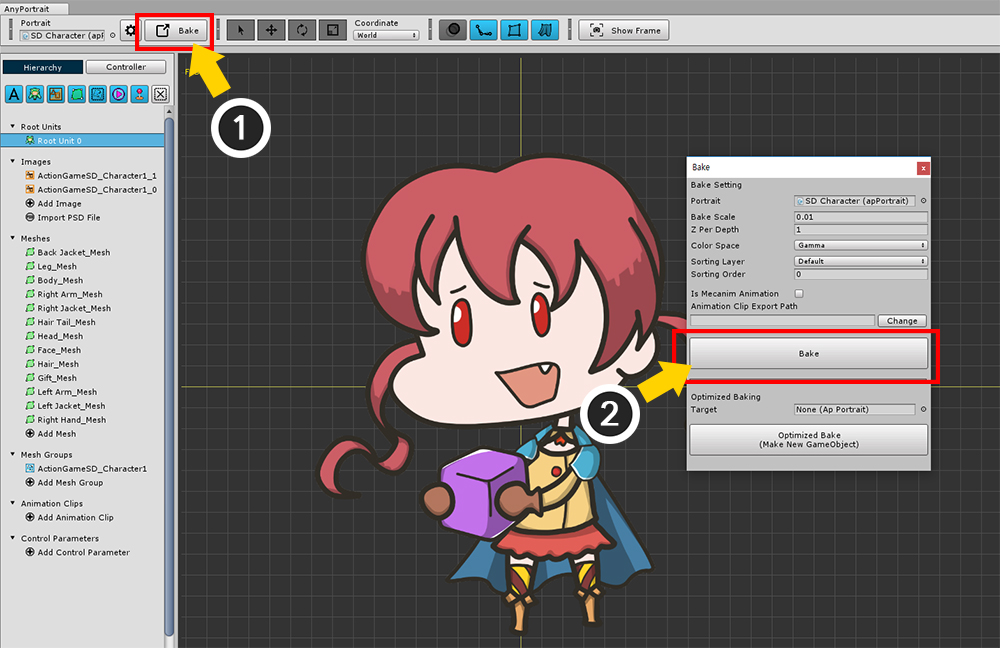 AnyPortrait
Portrait
SD Character (apP
Bake
Coordinate
World
Show Frame
Hierarchy
Controller
A
Root Units
Root Unit 0
Images
ActionGameSD_Character1_1
ActionGameSD_Character1_0
Add Image
Import PSD File
Meshes
Back Jacket_Mesh
Leg_Mesh
Body_Mesh
Right Arm_Mesh
Right Jacket_Mesh
Hair Tail_Mesh
Head_Mesh
Face_Mesh
Hair_Mesh
Gift_Mesh
Left Arm_Mesh
Left Jacket_Mesh
Right Hand_Mesh
Add Mesh
Mesh Groups
ActionGameSD_Character1
Add Mesh Group
Animation Clips
Add Animation Clip
Control Parameters
Add Control Parameter
1
Bake
x
Bake Setting
Portrait
SD Character (apPortrait)
Bake Scale
0.01
Z Per Depth
1
Color Space
Gamma
Sorting Layer
Default
Sorting Order
0
Is Mecanim Animation
Animation Clip Export Path
Change
Bake
2
Optimized Baking
Target
None (Ap Portrait)
Optimized Bake
(Make New GameObject)